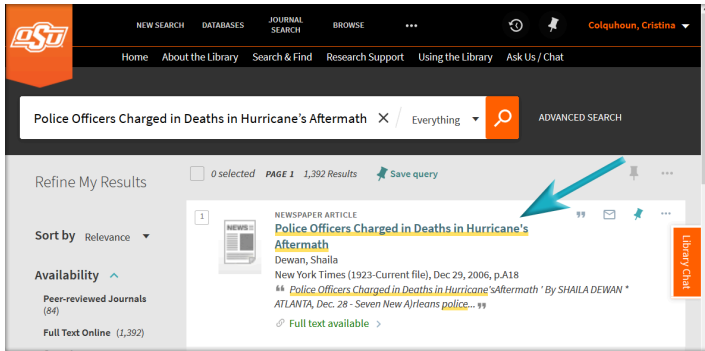 OSU
NEW SEARCH DATABASES JOURNAL SEARCH BROWSE ••• Colquhoun, Cristina
Home About the Library Search & Find Research Support Using the Library Ask Us / Chat
Police Officers Charged in Deaths in Hurricane's Aftermath × / Everything ADVANCED SEARCH
Refine My Results
0 selected PAGE 1 1,392 Results Save query •••
Sort by Relevance
Availability
Peer-reviewed Journals
(84)
Full Text Online (1,392)
1
NEWS
NEWSPAPER ARTICLE
Police Officers Charged in Deaths in Hurricane's
Aftermath
Dewan, Shaila
New York Times (1923-Current file), Dec 29, 2006, p.A18
❝ Police Officers Charged in Deaths in Hurricane'sAftermath ' By SHAILA DEWAN *
ATLANTA, Dec. 28 - Seven New A)rleans police... ❞
Full text available >
Library Chat